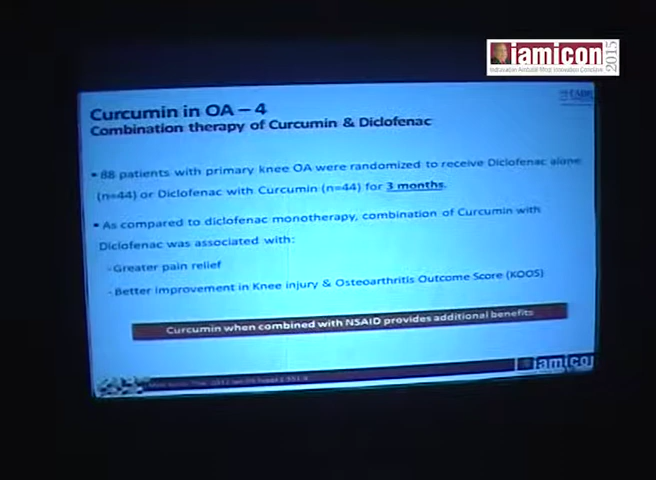 iamicon
2015
Curcumin in OA – 4
Combination therapy of Curcumin & Diclofenac
• 88 patients with primary knee OA were randomized to receive Diclofenac alone
(n=44) or Diclofenac with Curcumin (n=44) for 3 months.
• As compared to diclofenac monotherapy, combination of Curcumin with
Diclofenac was associated with:
- Greater pain relief
- Better improvement in Knee injury & Osteoarthritis Outcome Score (KOOS)
Curcumin when combined with NSAID provides additional benefits
iamicon